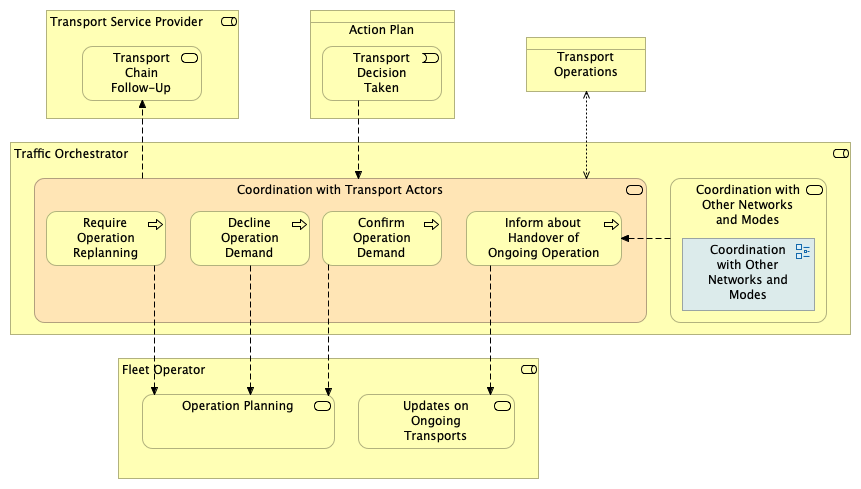 Transport Service Provider
Transport
Chain
Follow-Up
Action Plan
Transport
Decision
Taken
Transport
Operations
Traffic Orchestrator
Coordination with Transport Actors
Require
Operation
Replanning
Decline
Operation
Demand
Confirm
Operation
Demand
Inform about
Handover of
Ongoing Operation
Coordination with
Other Networks
and Modes
Coordination
with Other
Networks and
Modes
Fleet Operator
Operation Planning
Updates on
Ongoing
Transports